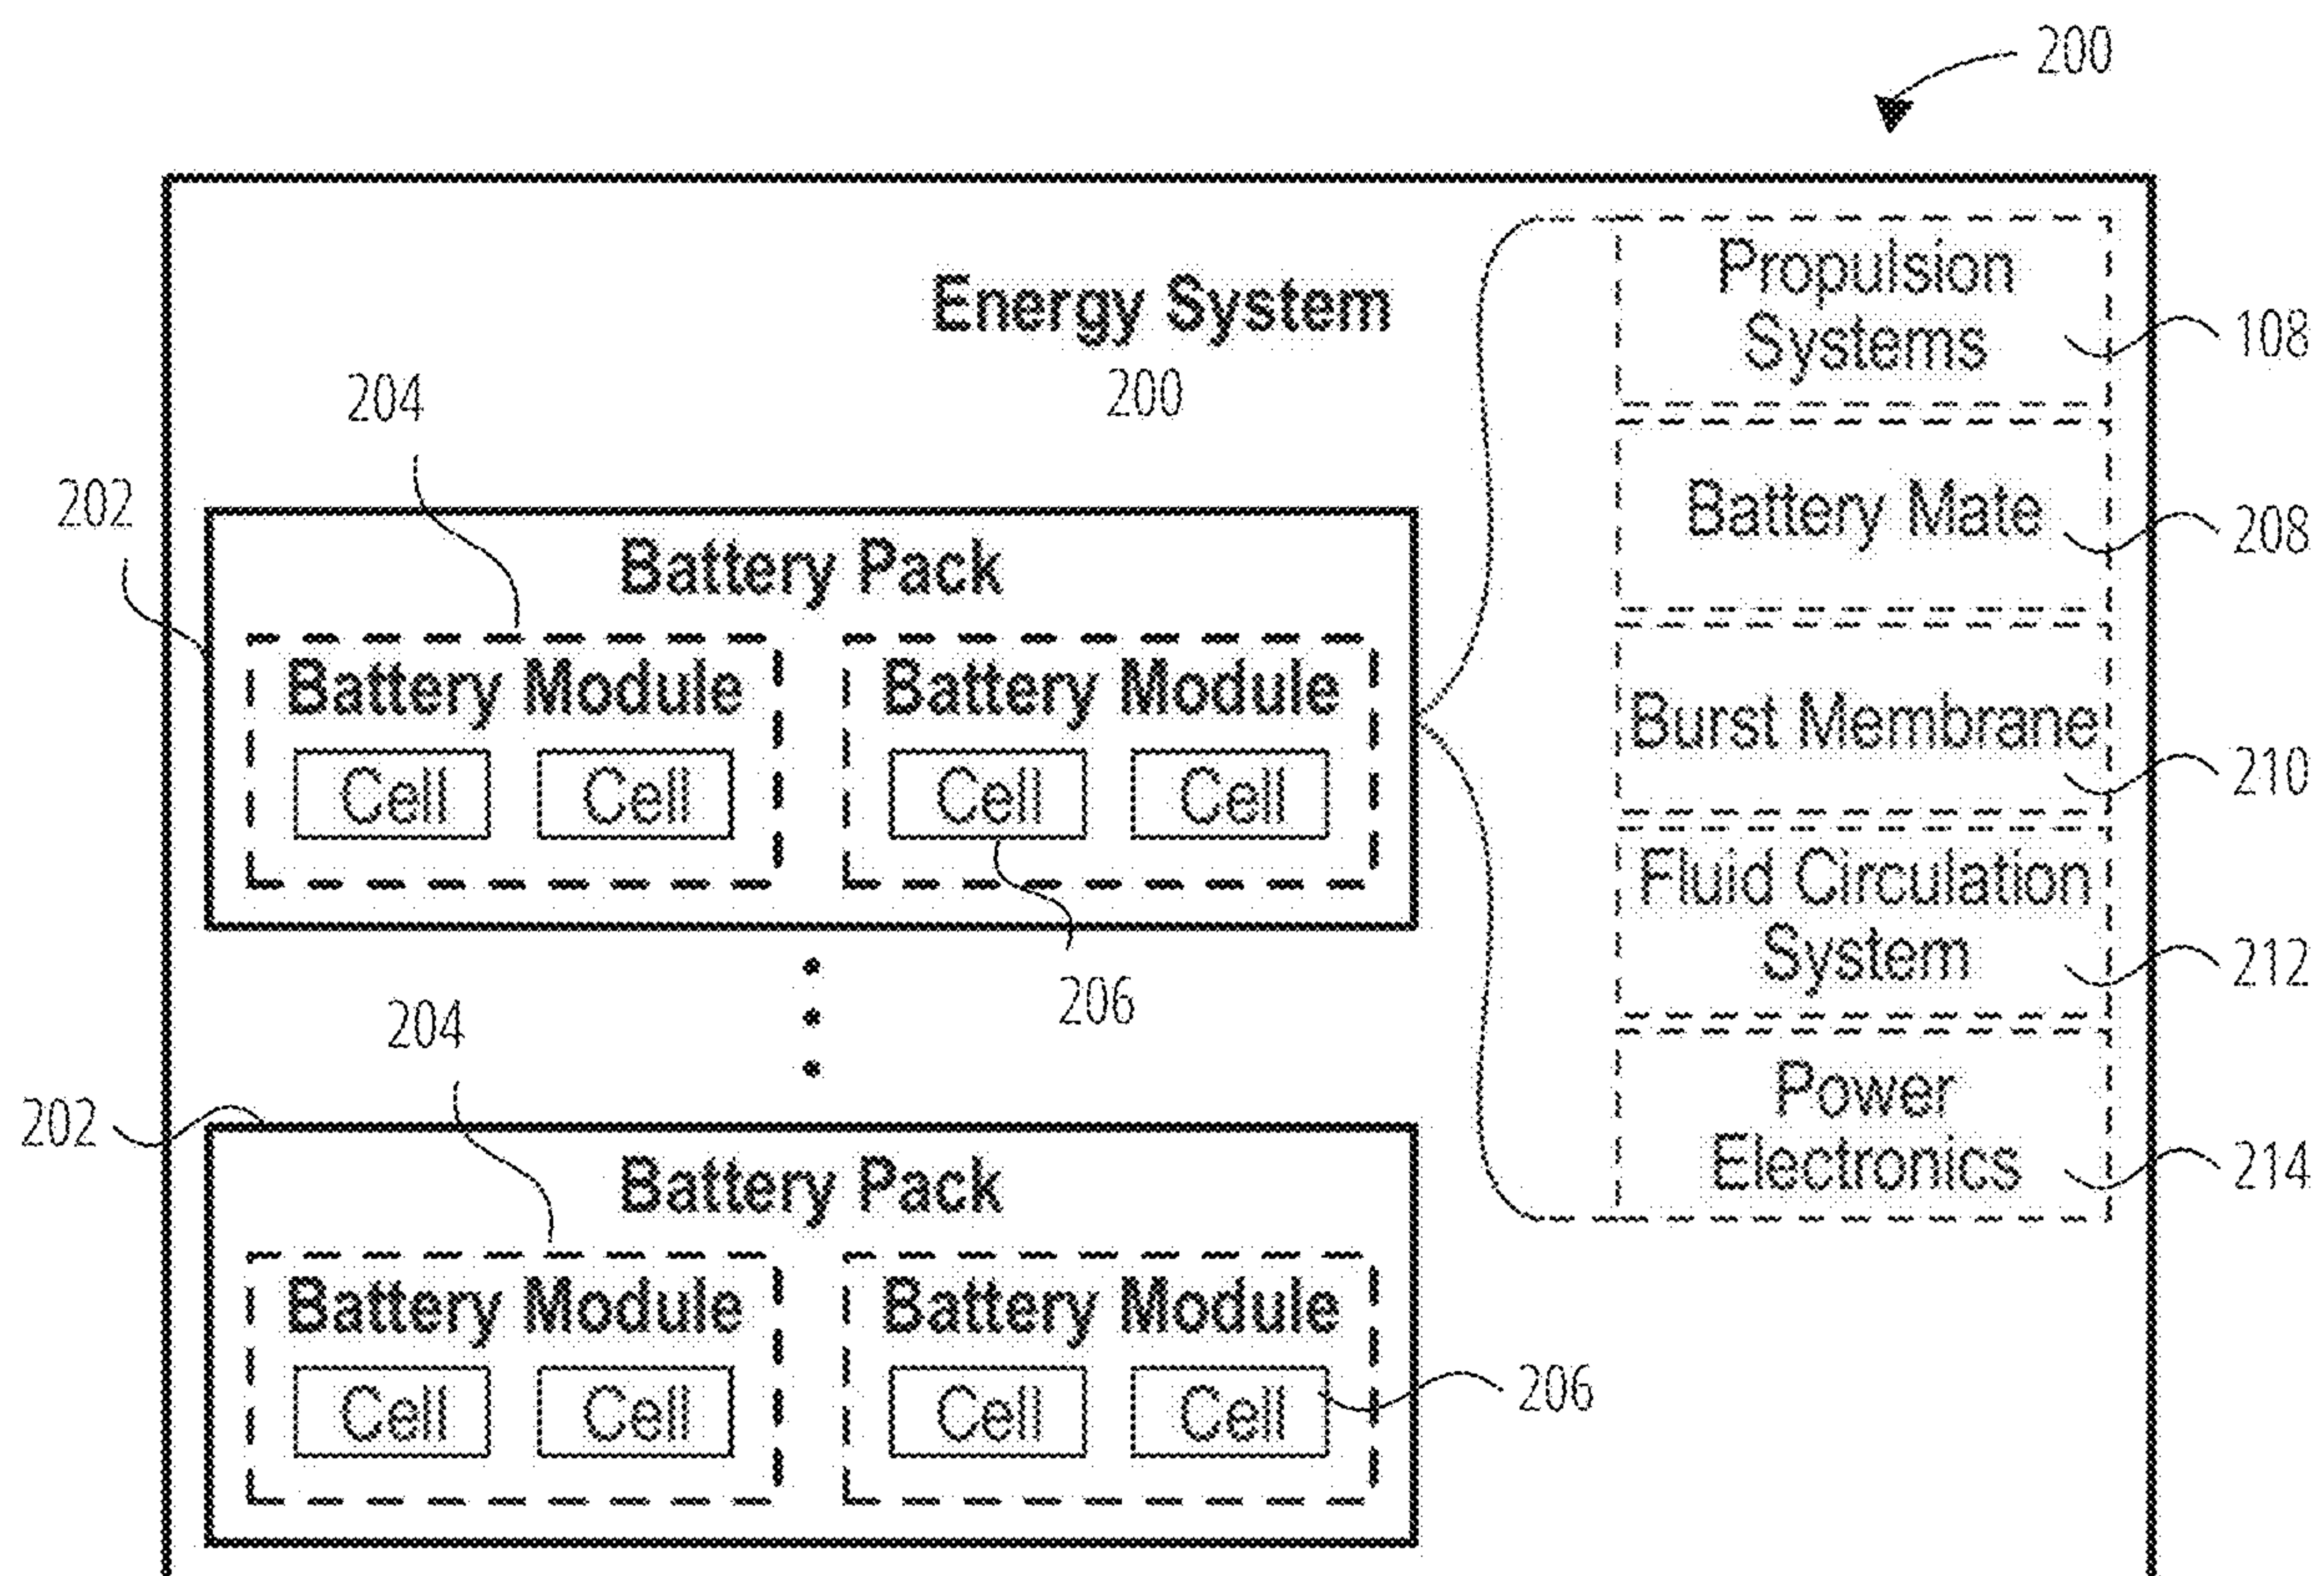 200
Energy System
200
204
202
Battery Pack
Battery Module
Cell Cell
Battery Module
Cell Cell
206
204
202
Battery Pack
Battery Module
Cell Cell
Battery Module
Cell Cell
206
Propulsion
Systems
108
Battery Mate
208
Burst Membrane
210
Fluid Circulation
System
212
Power
Electronics
214